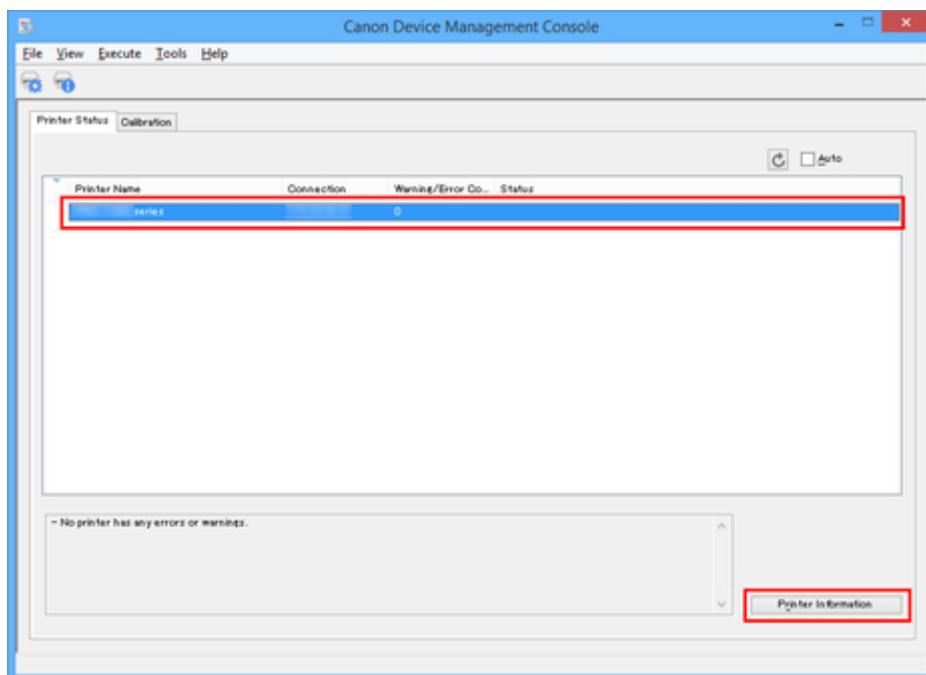 Canon Device Management Console
File View Execute Tools Help
Printer Status Calibration
Auto
Printer Name Connection Warning/Error Co... Status
series 0
- No printer has any errors or warnings.
Printer Information